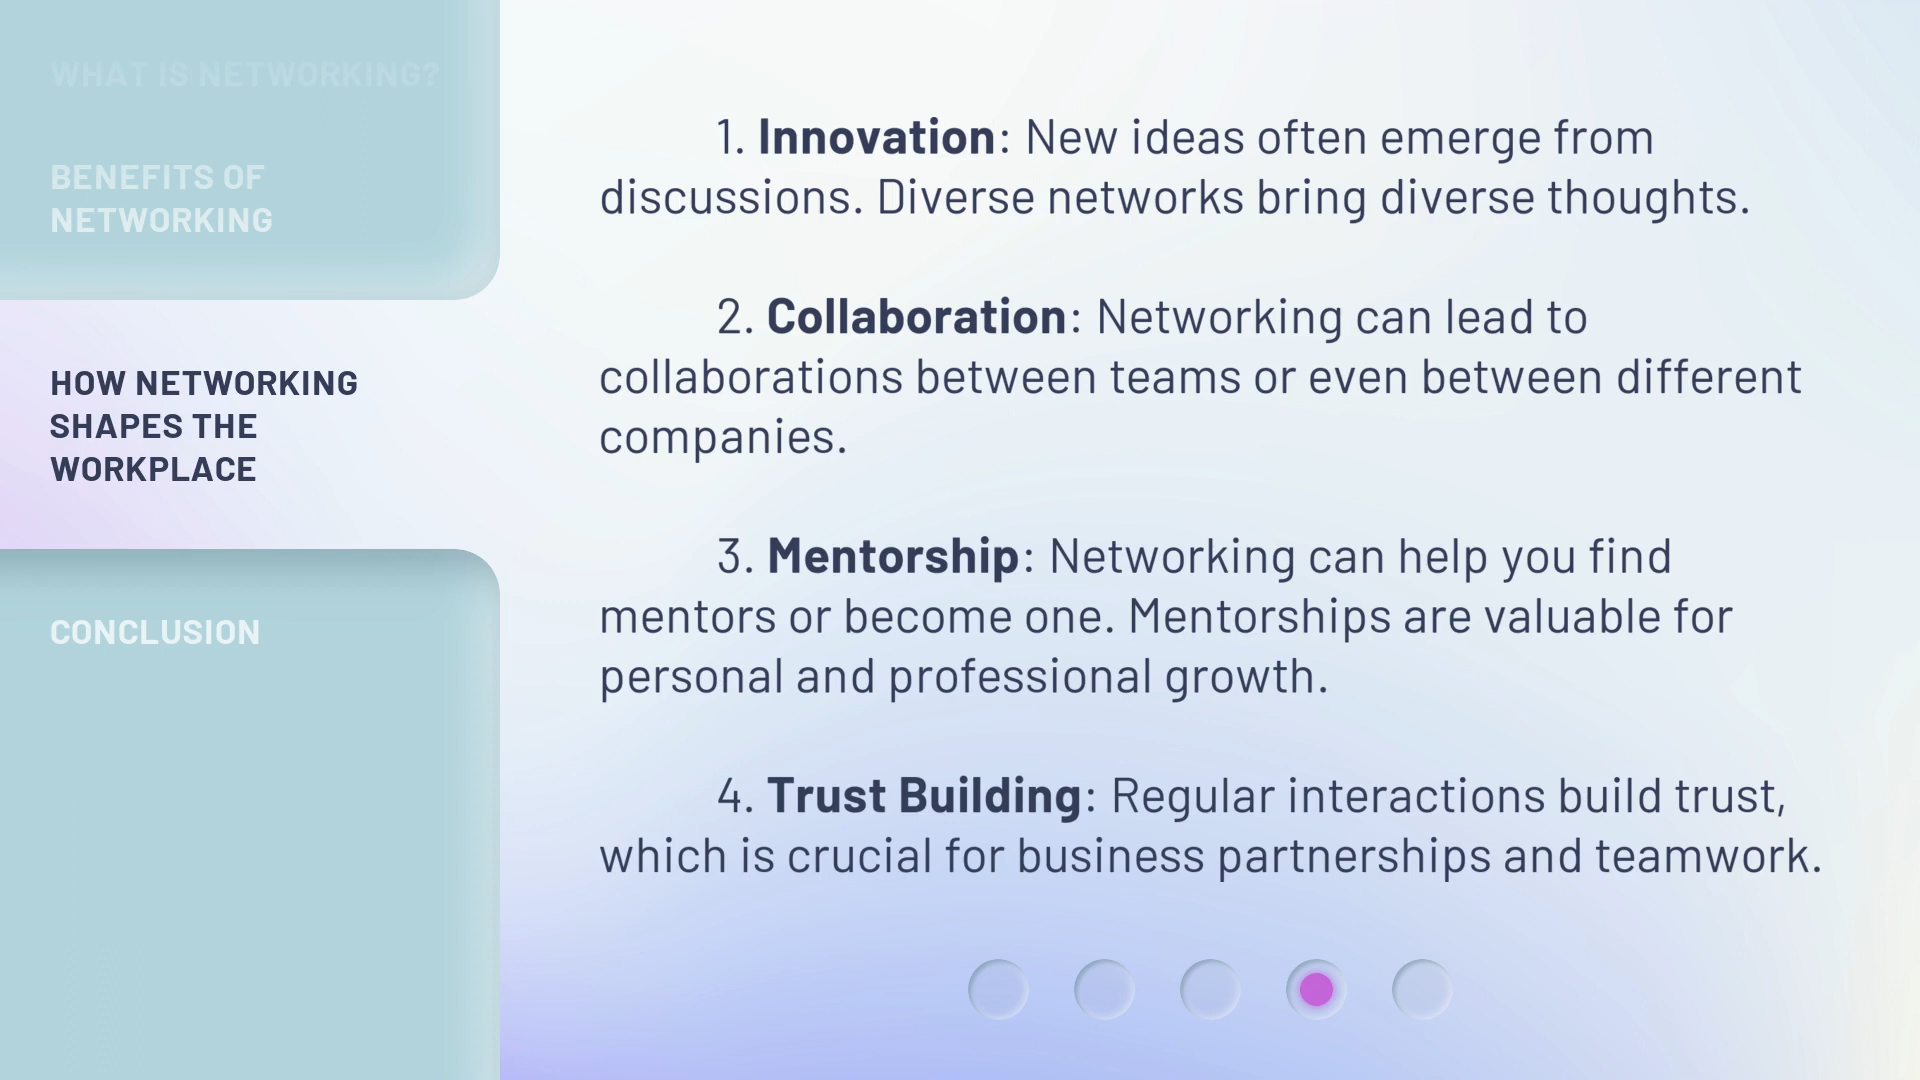 WHAT IS NETWORKING?
BENEFITS OF
NETWORKING
HOW NETWORKING
SHAPES THE
WORKPLACE
CONCLUSION
1. Innovation: New ideas often emerge from
discussions. Diverse networks bring diverse thoughts.
2. Collaboration: Networking can lead to
collaborations between teams or even between different
companies.
3. Mentorship: Networking can help you find
mentors or become one. Mentorships are valuable for
personal and professional growth.
4. Trust Building: Regular interactions build trust,
which is crucial for business partnerships and teamwork.